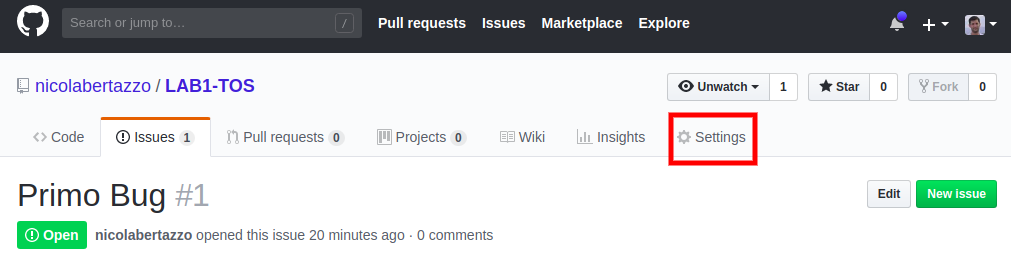 Search or jump to… / Pull requests Issues Marketplace Explore
nicolabertazzo / LAB1-TOS Unwatch 1 Star 0 Fork 0
Code Issues 1 Pull requests 0 Projects 0 Wiki Insights Settings
Primo Bug #1 Edit New issue
Open nicolabertazzo opened this issue 20 minutes ago · 0 comments